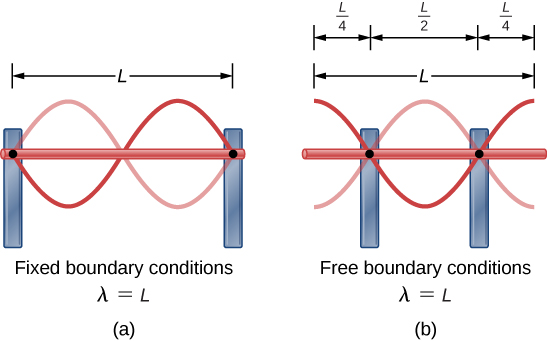 L
Fixed boundary conditions
λ = L
(a)
L/4 L/2 L/4
L
Free boundary conditions
λ = L
(b)